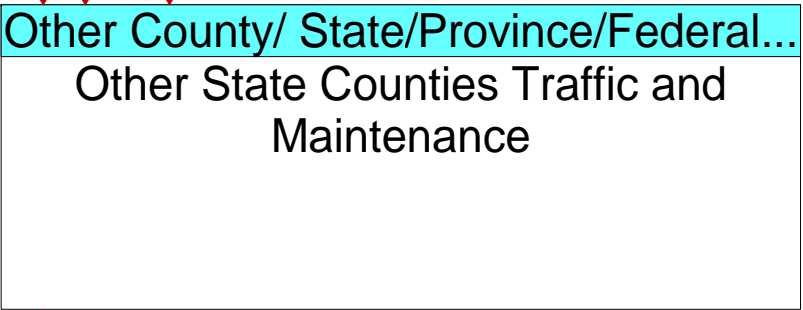 Other County/ State/Province/Federal...
Other State Counties Traffic and
Maintenance